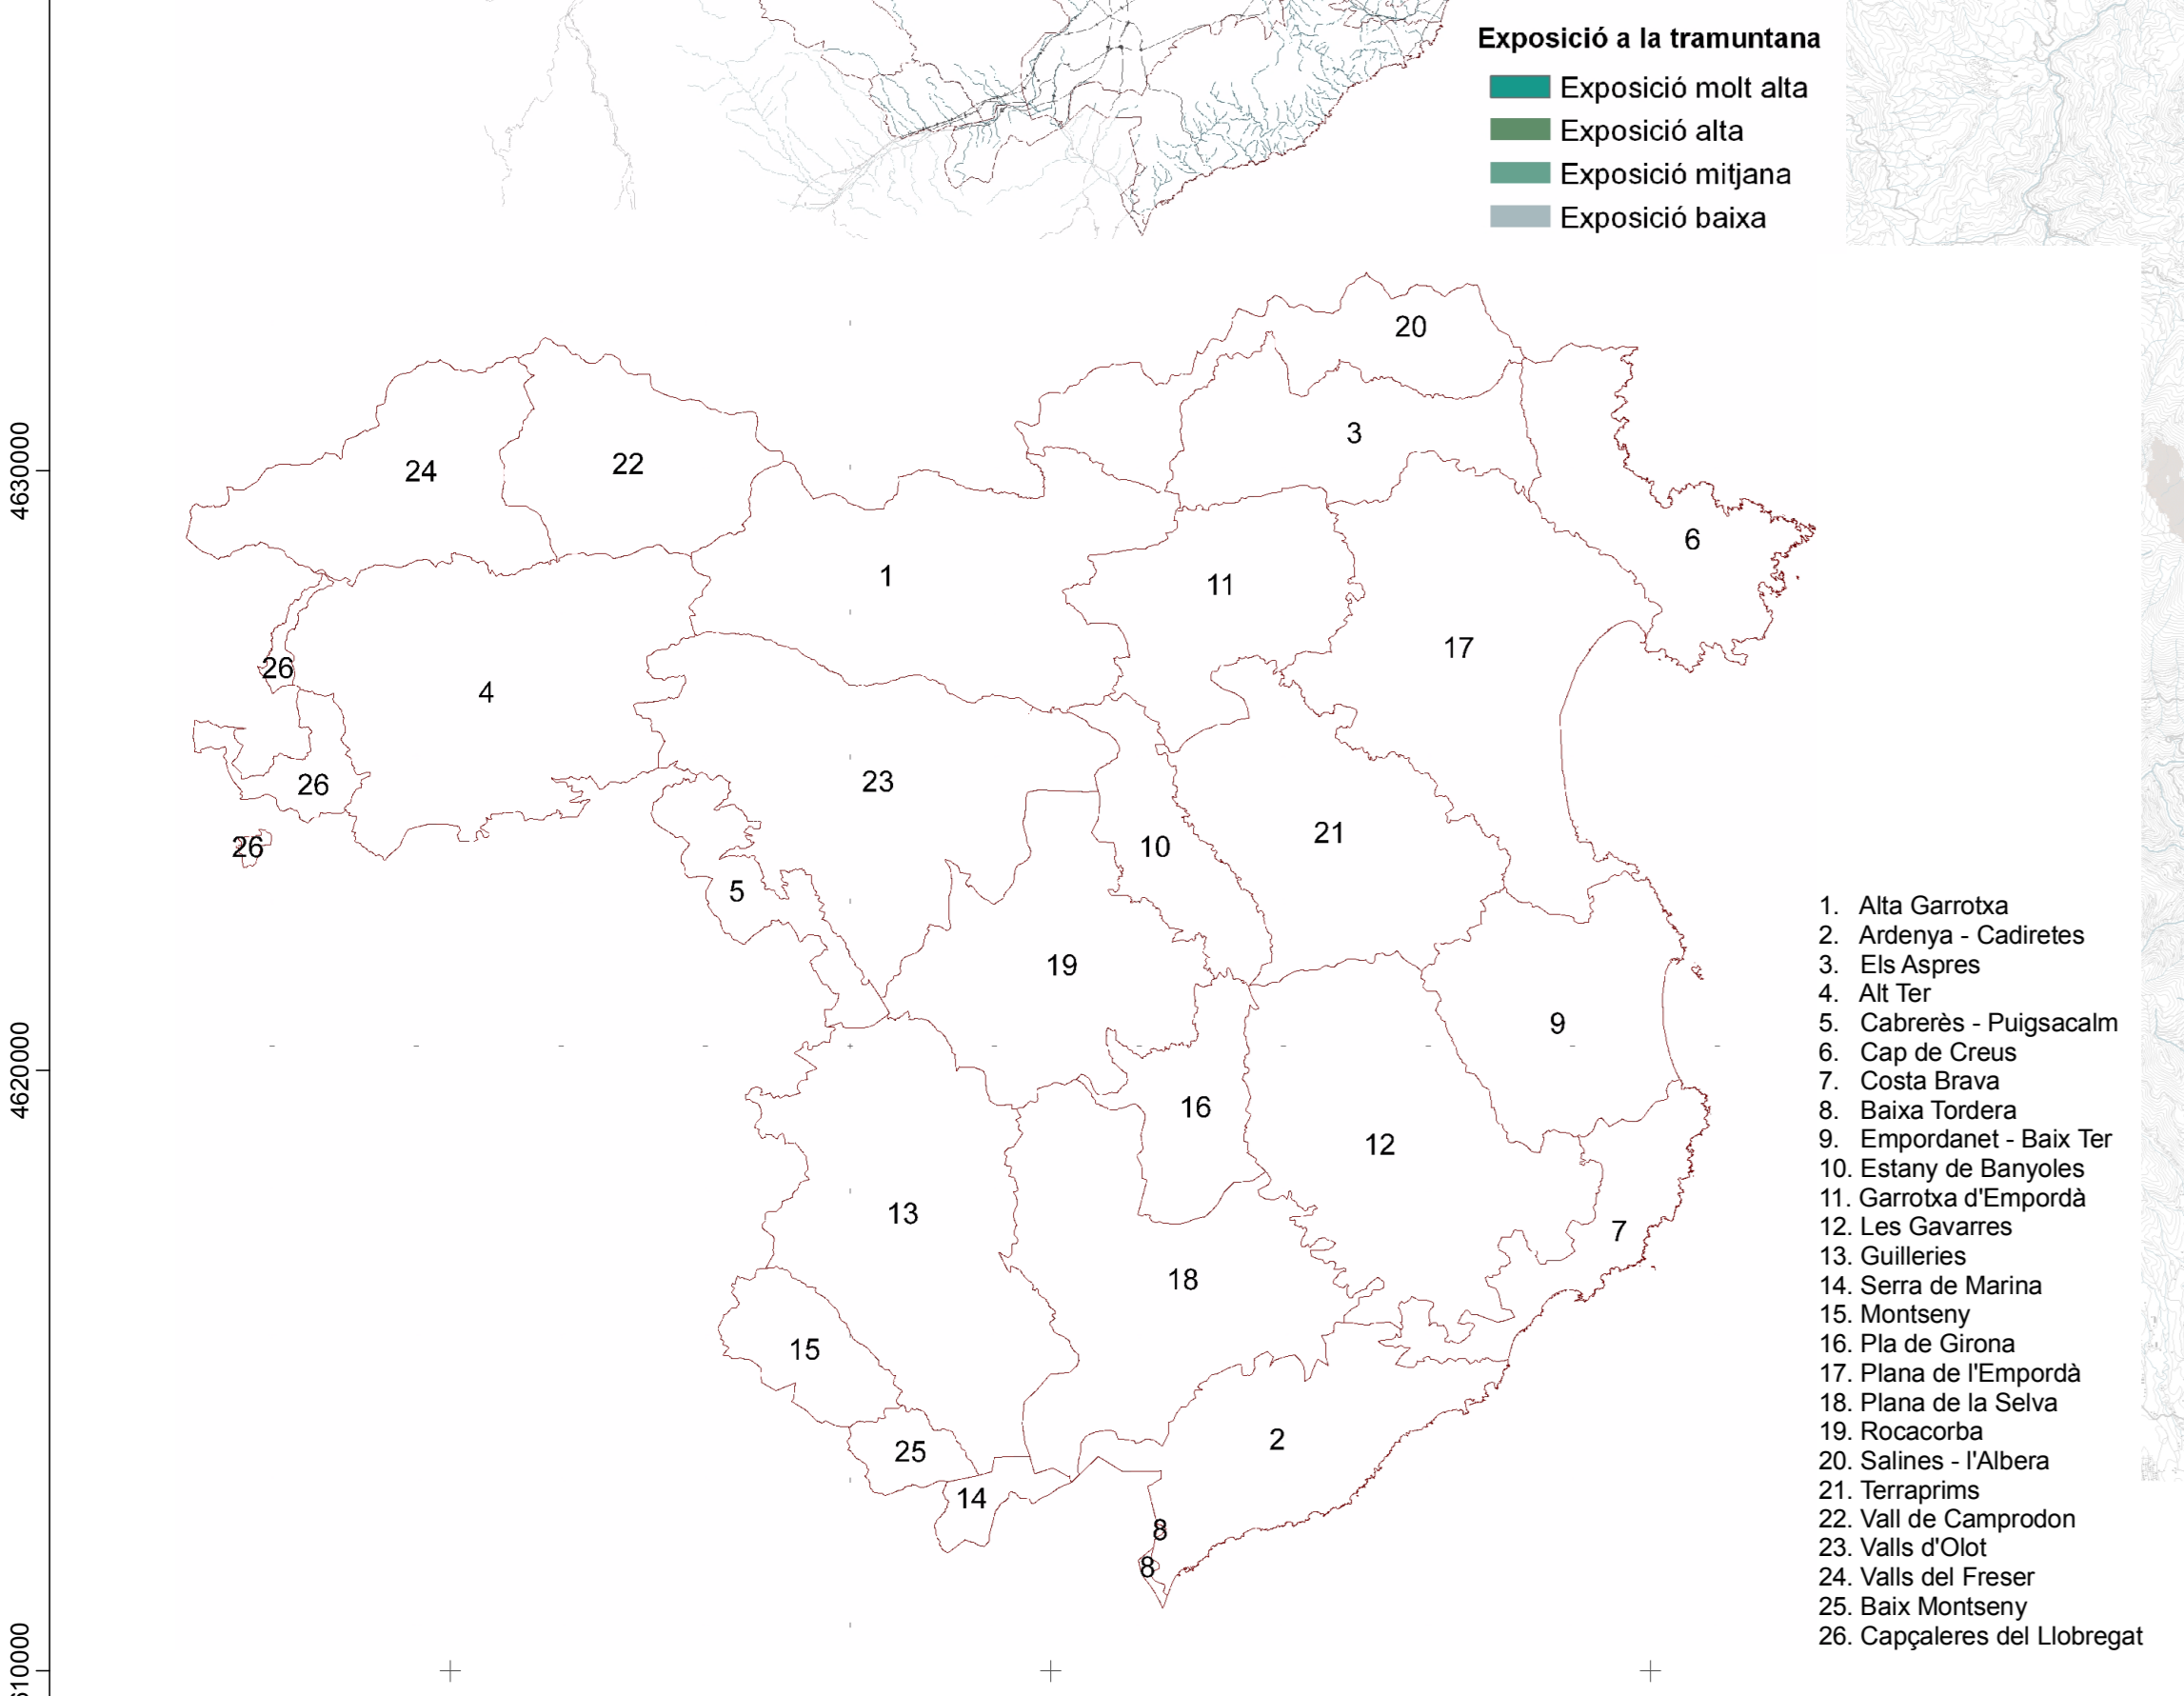 Exposició a la tramuntana
Exposició molt alta
Exposició alta
Exposició mitjana
Exposició baixa
20
3
24
22
4630000
6
1
11
17
26
4
23
26
21
10
26
5
1. Alta Garrotxa
2. Ardenya - Cadiretes
19
3. Els Aspres
4. Alt Ter
9
5. Cabrerès - Puigsacalm
6. Cap de Creus
4620000
7. Costa Brava
16
8. Baixa Tordera
12
9. Empordanet - Baix Ter
10. Estany de Banyoles
11. Garrotxa d'Empordà
13
7
12. Les Gavarres
13. Guilleries
18
14. Serra de Marina
15. Montseny
15
16. Pla de Girona
17. Plana de l'Empordà
18. Plana de la Selva
2
19. Rocacorba
25
20. Salines - l'Albera
14
21. Terraprims
8
22. Vall de Camprodon
23. Valls d'Olot
8
24. Valls del Freser
25. Baix Montseny
26. Capçaleres del Llobregat
610000